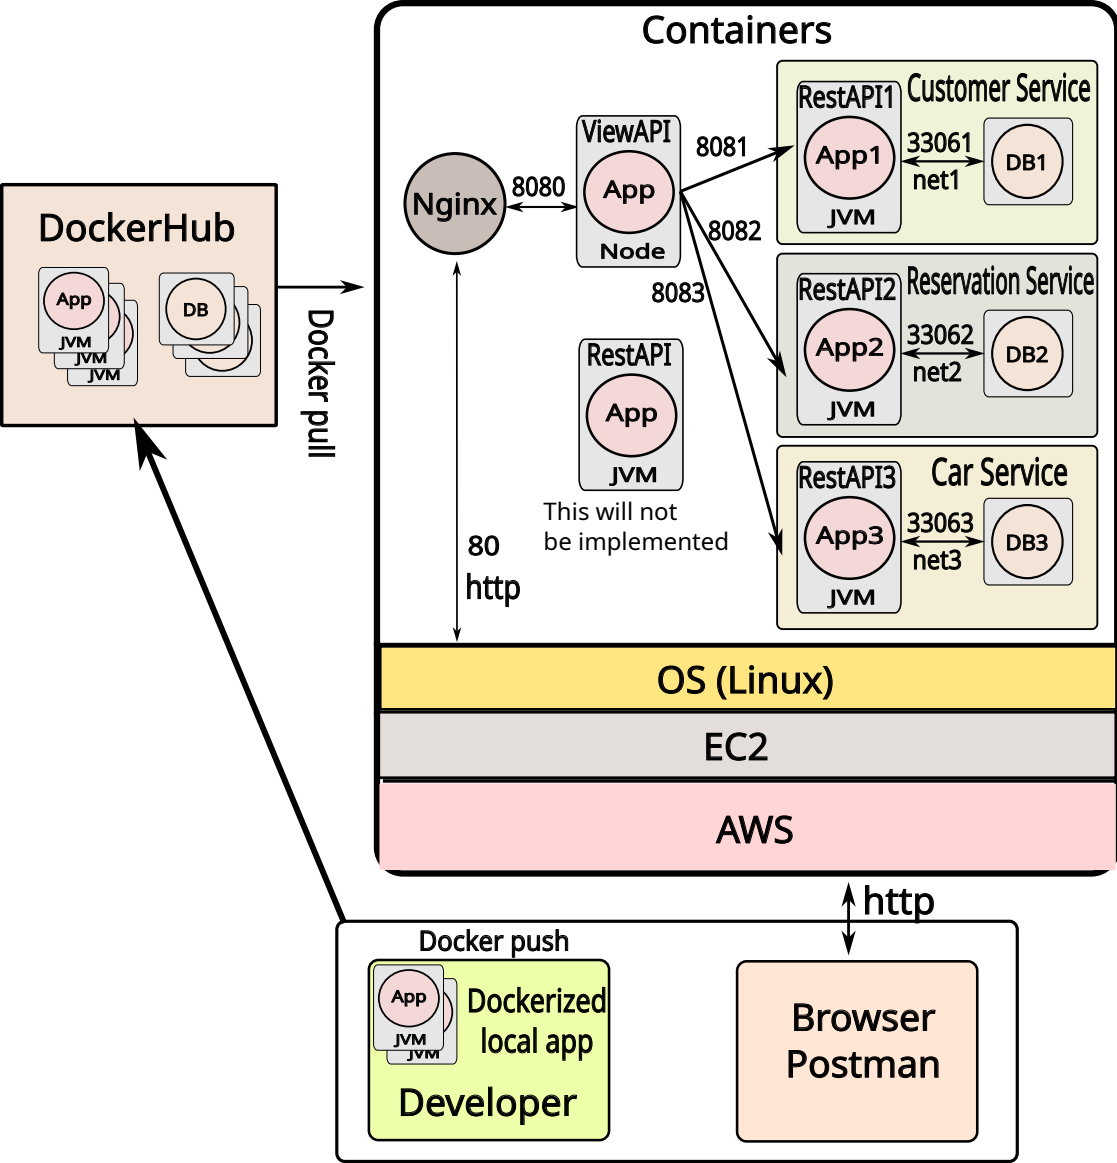 Containers
DockerHub
App
JVM
JVM
JVM
DB
Docker pull
Nginx
8080
ViewAPI
App
Node
8081
8082
8083
RestAPI
App
JVM
This will not
be implemented
80
http
Customer Service
RestAPI1
App1
JVM
33061
net1
DB1
Reservation Service
RestAPI2
App2
JVM
33062
net2
DB2
Car Service
RestAPI3
App3
JVM
33063
net3
DB3
OS (Linux)
EC2
AWS
http
Docker push
App
JVM
JVM
Dockerized
local app
Developer
Browser
Postman